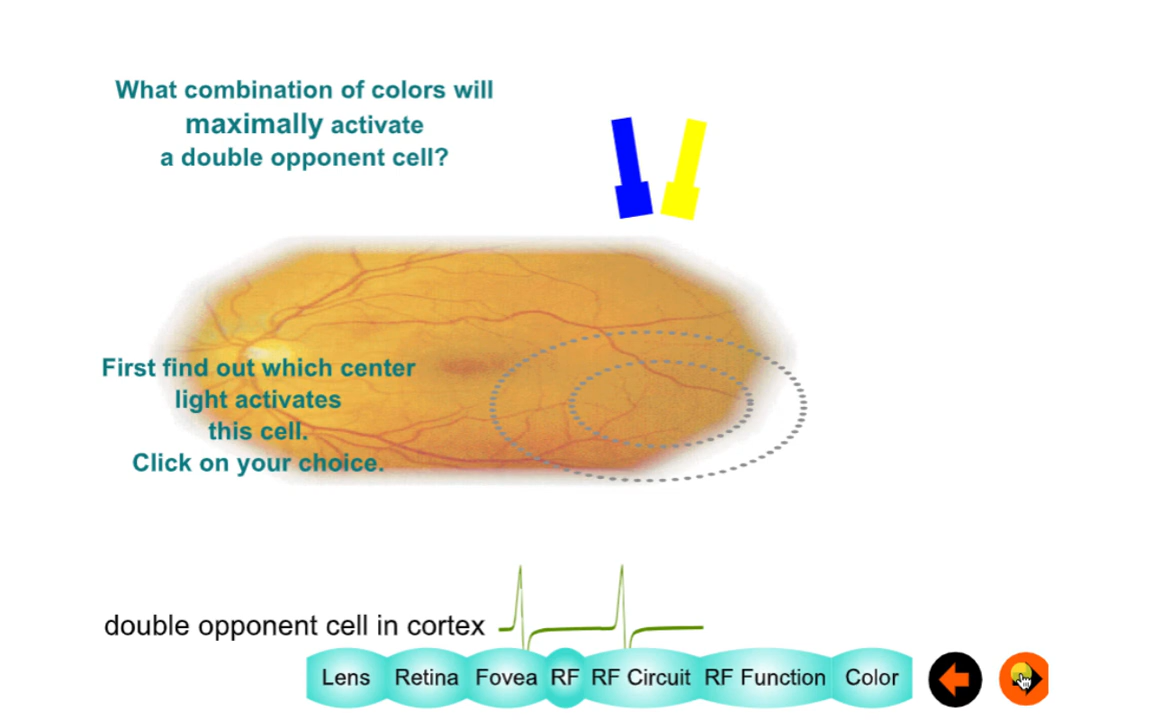 What combination of colors will
maximally activate
a double opponent cell?
First find out which center
light activates
this cell.
Click on your choice.
double opponent cell in cortex
Lens Retina Fovea RF RF Circuit RF Function Color